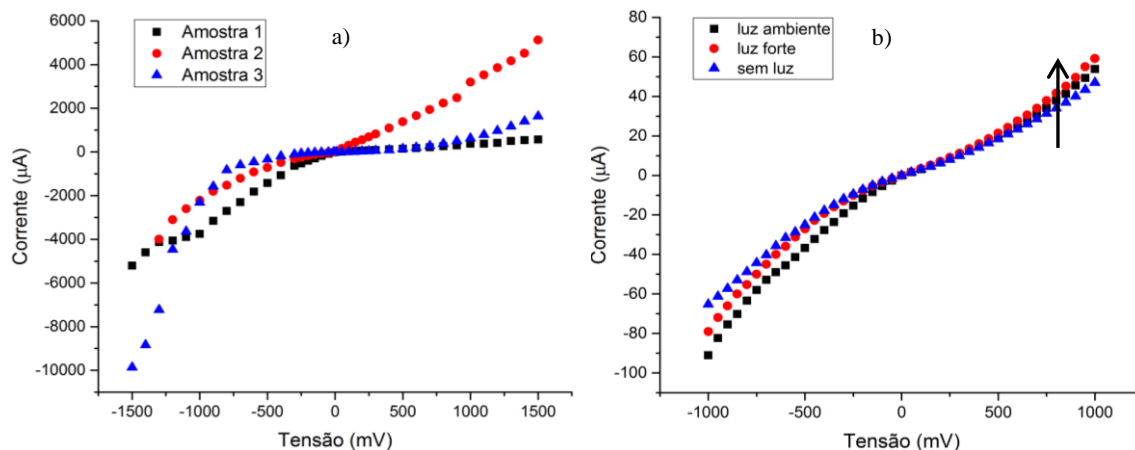 a)
Amostra 1
Amostra 2
Amostra 3
6000
4000
2000
0
-2000
-4000
-6000
-8000
-10000
Corrente (μA)
-1500
-1000
-500
0
500
1000
1500
Tensão (mV)
b)
luz ambiente
luz forte
sem luz
60
40
20
0
-20
-40
-60
-80
-100
Corrente (μA)
-1000
-500
0
500
1000
Tensão (mV)